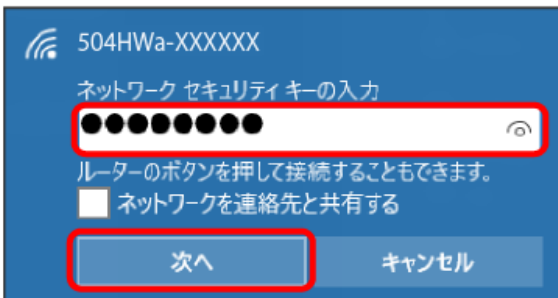 504HWa-XXXXXX
ネットワーク セキュリティ キーの入力
●●●●●●●●
ルーターのボタンを押して接続することもできます。
ネットワークを連絡先と共有する
次へ
キャンセル